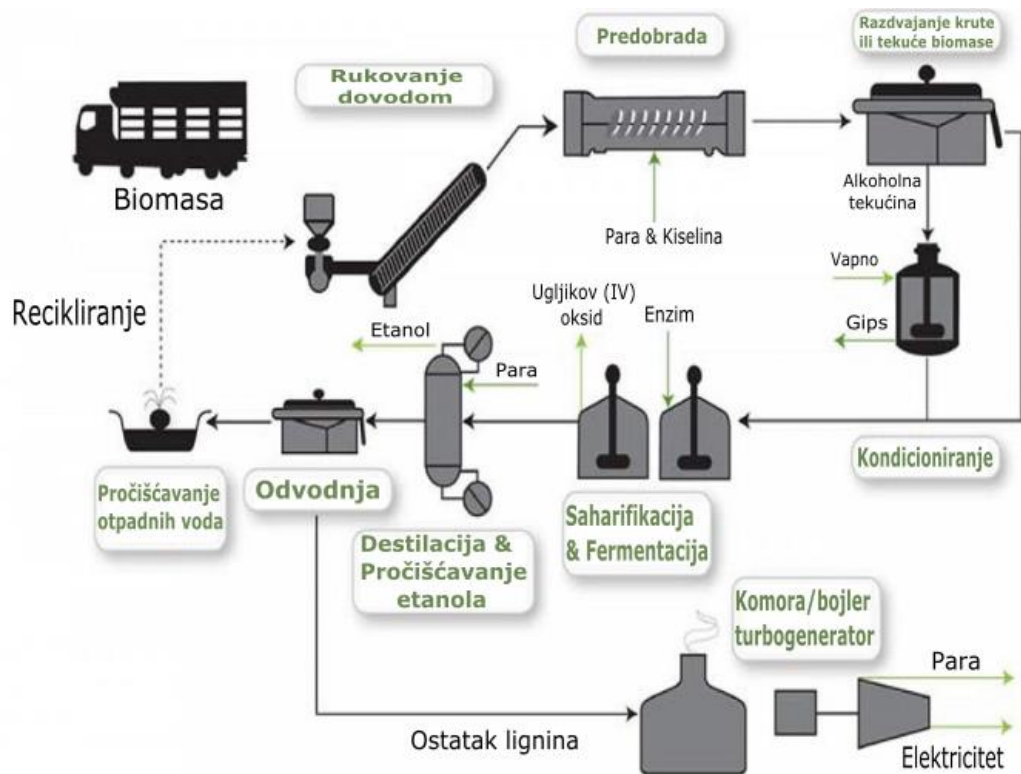 Predobrada
Razdvajanje krute
ili tekuće biomase
Rukovanje
dovodom
Biomasa
Alkoholna
tekućina
Para & Kiselina
Vapno
Gips
Recikliranje
Ugljikov (IV)
oksid
Enzim
Etanol
Para
Kondicioniranje
Pročišćavanje
otpadnih voda
Odvodnja
Destilacija &
Pročišćavanje
etanola
Saharifikacija
& Fermentacija
Komora/bojler
turbogenerator
Para
Ostatak lignina
Elektricitet